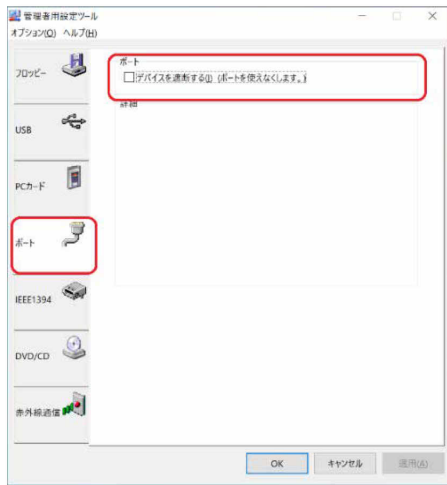 管理者用設定ツール
オプション(O) ヘルプ(H)
フロッピー
USB
PCカード
ポート
IEEE1394
DVD/CD
赤外線通信
ポート
デバイスを遮断する(I) (ポートを使えなくします。)
詳細
OK
キャンセル
適用(A)